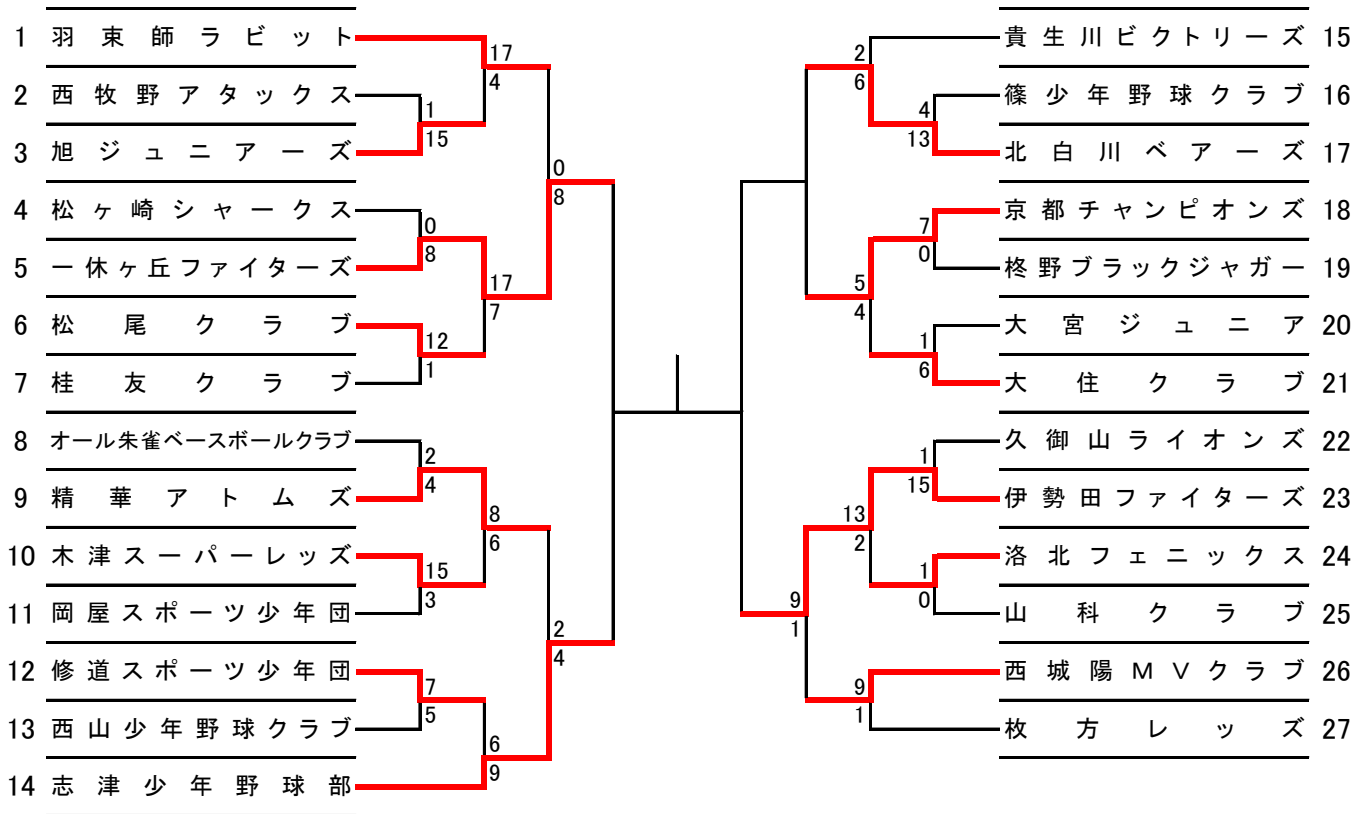 1 羽束師ラビット
2 西牧野アタックス
3 旭ジュニアーズ
4 松ヶ崎シャークス
5 一休ヶ丘ファイターズ
6 松尾クラブ
7 桂友クラブ
8 オール朱雀ベースボールクラブ
9 精華アトムズ
10 木津スーパーレッズ
11 岡屋スポーツ少年団
12 修道スポーツ少年団
13 西山少年野球クラブ
14 志津少年野球部
17
4
1
15
0
8
0
8
17
7
12
1
2
4
8
6
15
3
2
4
7
5
6
9
2
6
4
13
7
0
5
4
1
6
1
15
13
2
1
0
9
1
9
1
貴生川ビクトリーズ 15
篠少年野球クラブ 16
北白川ベアーズ 17
京都チャンピオンズ 18
柊野ブラックジャガー 19
大宮ジュニア 20
大住クラブ 21
久御山ライオンズ 22
伊勢田ファイターズ 23
洛北フェニックス 24
山科クラブ 25
西城陽MVクラブ 26
枚方レッズ 27